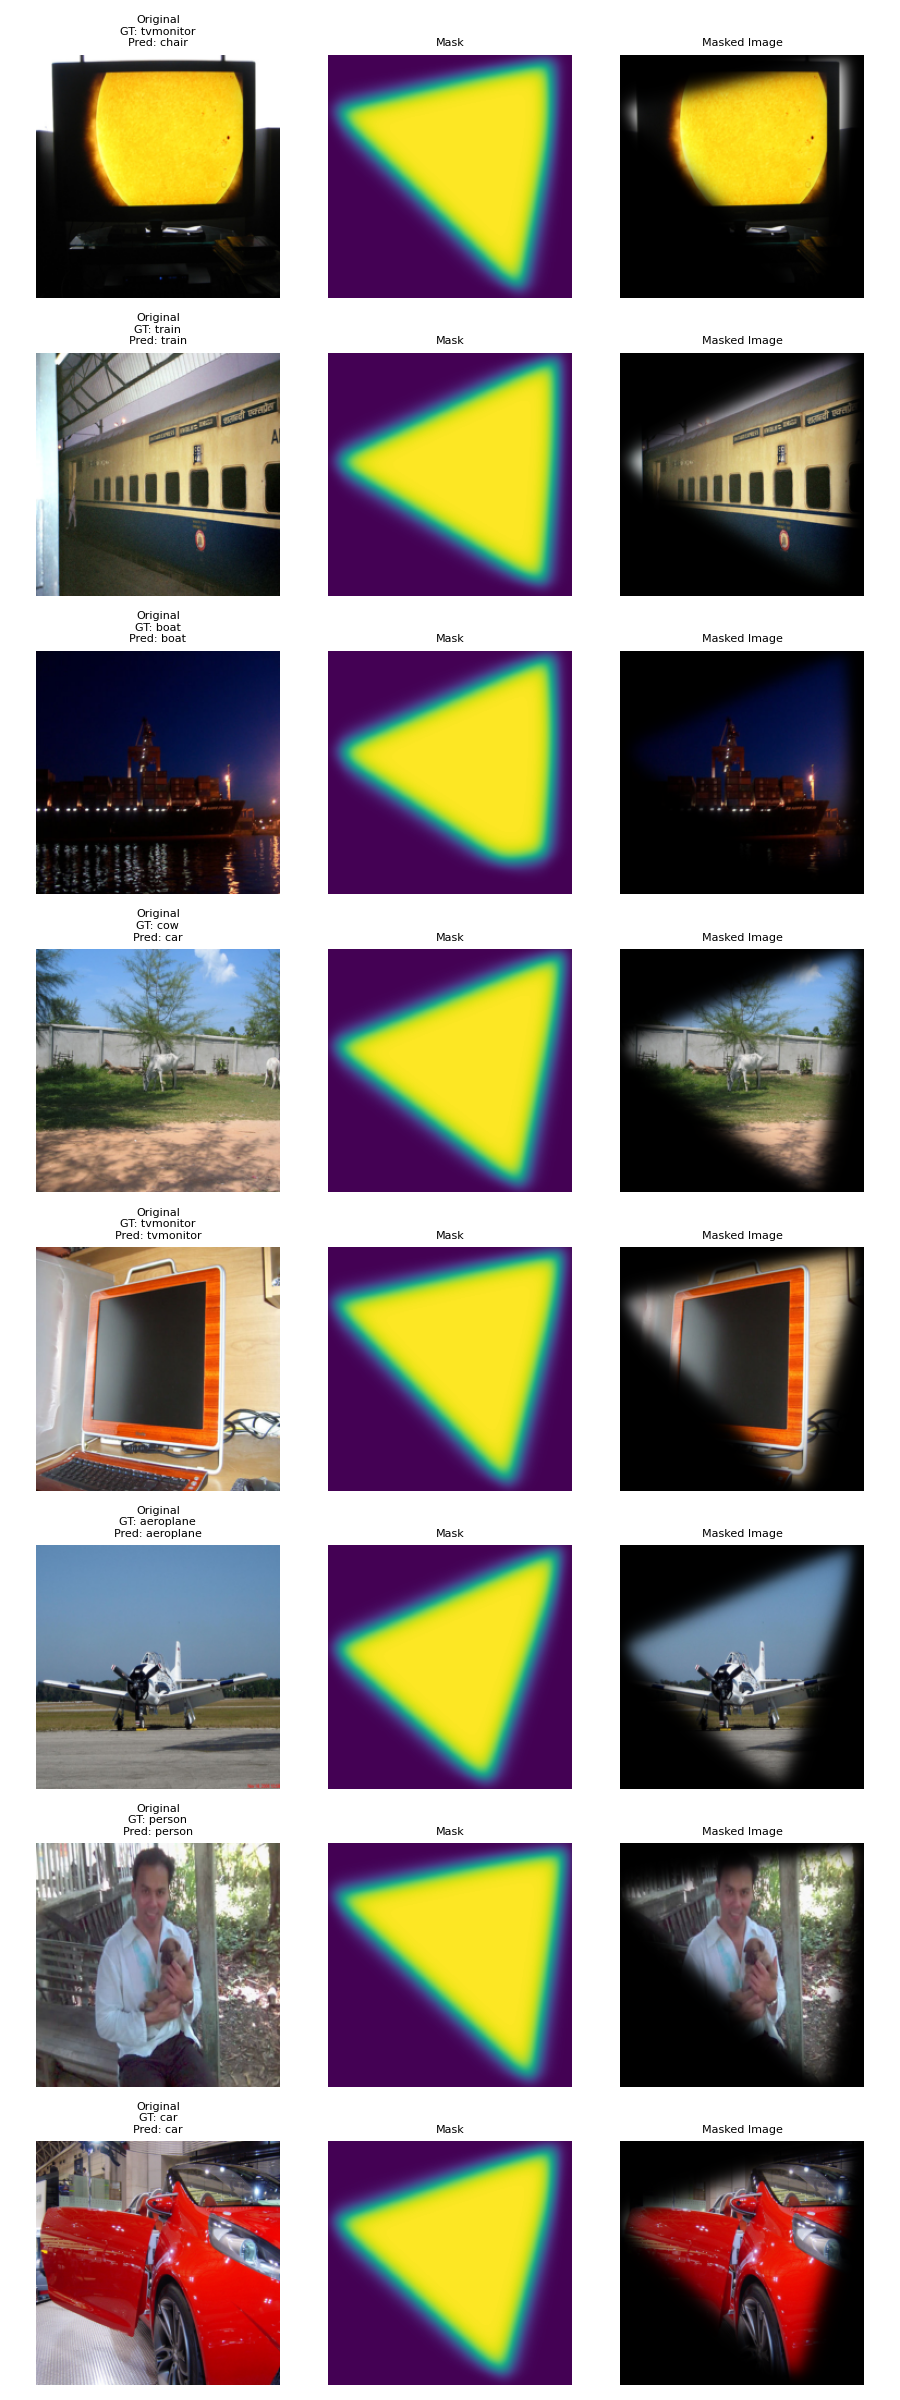 Original
GT: tvmonitor
Pred: chair
Mask
Masked Image
Original
GT: train
Pred: train
Mask
Masked Image
Original
GT: boat
Pred: boat
Mask
Masked Image
Original
GT: cow
Pred: car
Mask
Masked Image
Original
GT: tvmonitor
Pred: tvmonitor
Mask
Masked Image
Original
GT: aeroplane
Pred: aeroplane
Mask
Masked Image
Original
GT: person
Pred: person
Mask
Masked Image
Original
GT: car
Pred: car
Mask
Masked Image